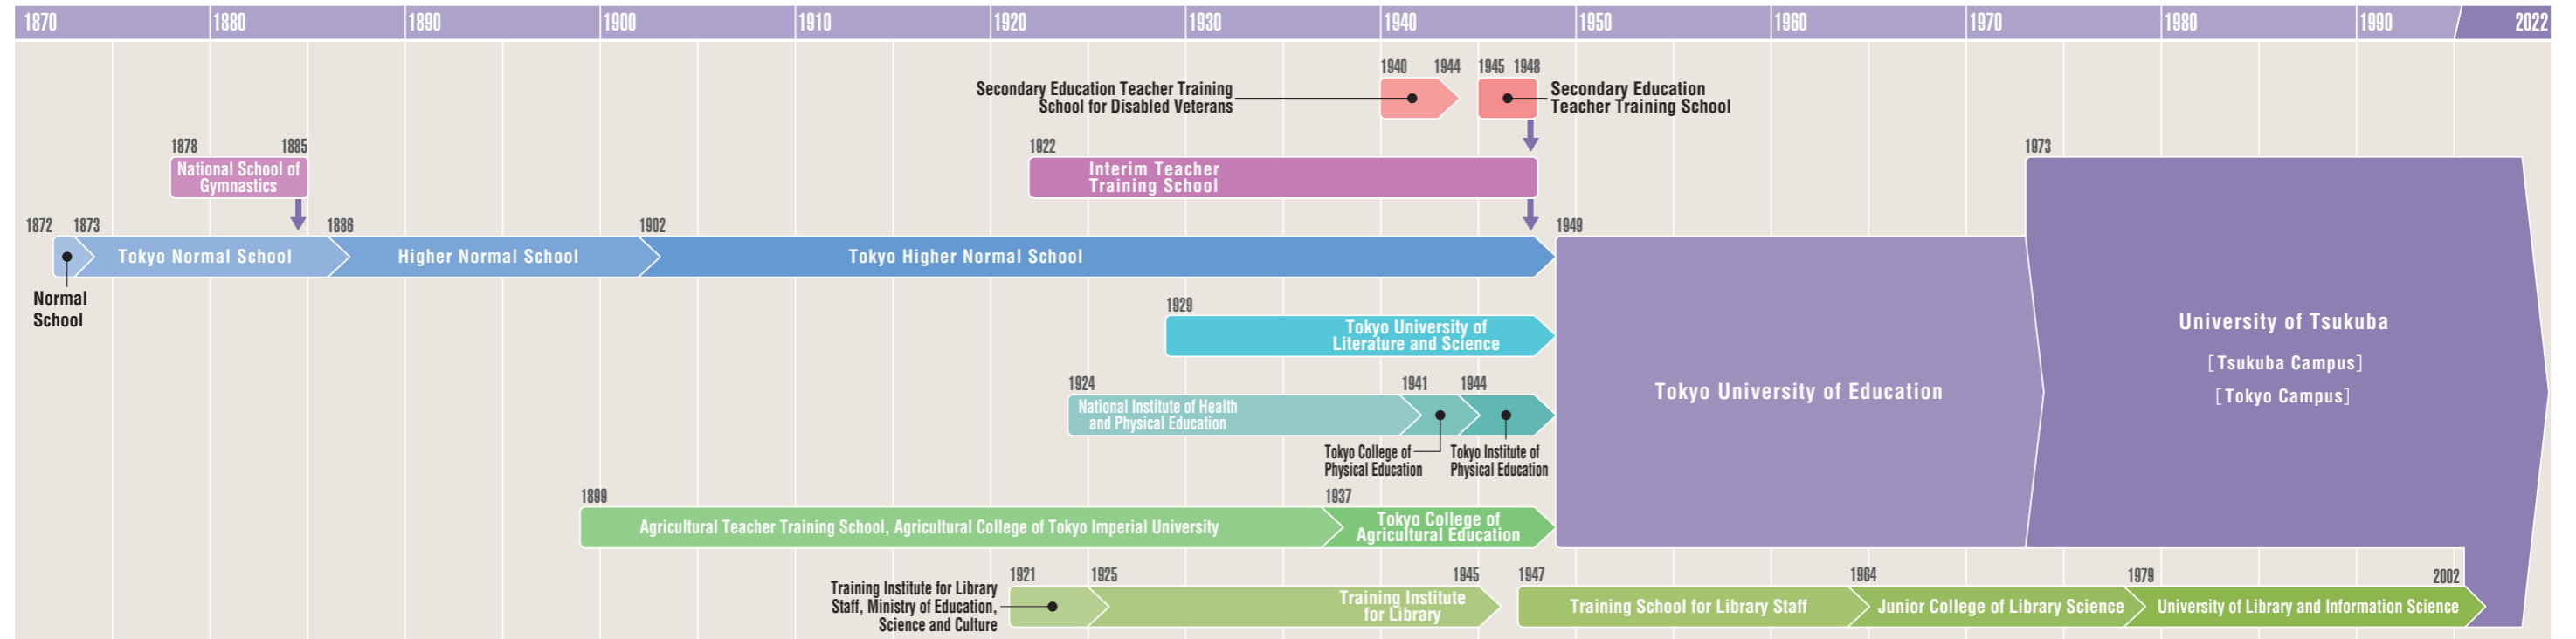 1870 1880 1890 1900 1910 1920 1930 1940 1950 1960 1970 1980 1990 2022
1940 1944 1945 1948
Secondary Education Teacher Training
School for Disabled Veterans
Secondary Education
Teacher Training School
1878 1885
National School of
Gymnastics
1922
Interim Teacher
Training School
1973
1872 1873 1886 1902 1949
Tokyo Normal School
Higher Normal School
Tokyo Higher Normal School
Normal
School
1929
Tokyo University of
Literature and Science
University of Tsukuba
[Tsukuba Campus]
[Tokyo Campus]
1924 1941 1944
National Institute of Health
and Physical Education
Tokyo University of Education
Tokyo College of
Physical Education
Tokyo Institute of
Physical Education
1899 1937
Agricultural Teacher Training School, Agricultural College of Tokyo Imperial University
Tokyo College of
Agricultural Education
1921 1925 1945 1947 1964 1979 2002
Training Institute for Library
Staff, Ministry of Education,
Science and Culture
Training Institute
for Library
Training School for Library Staff
Junior College of Library Science
University of Library and Information Science